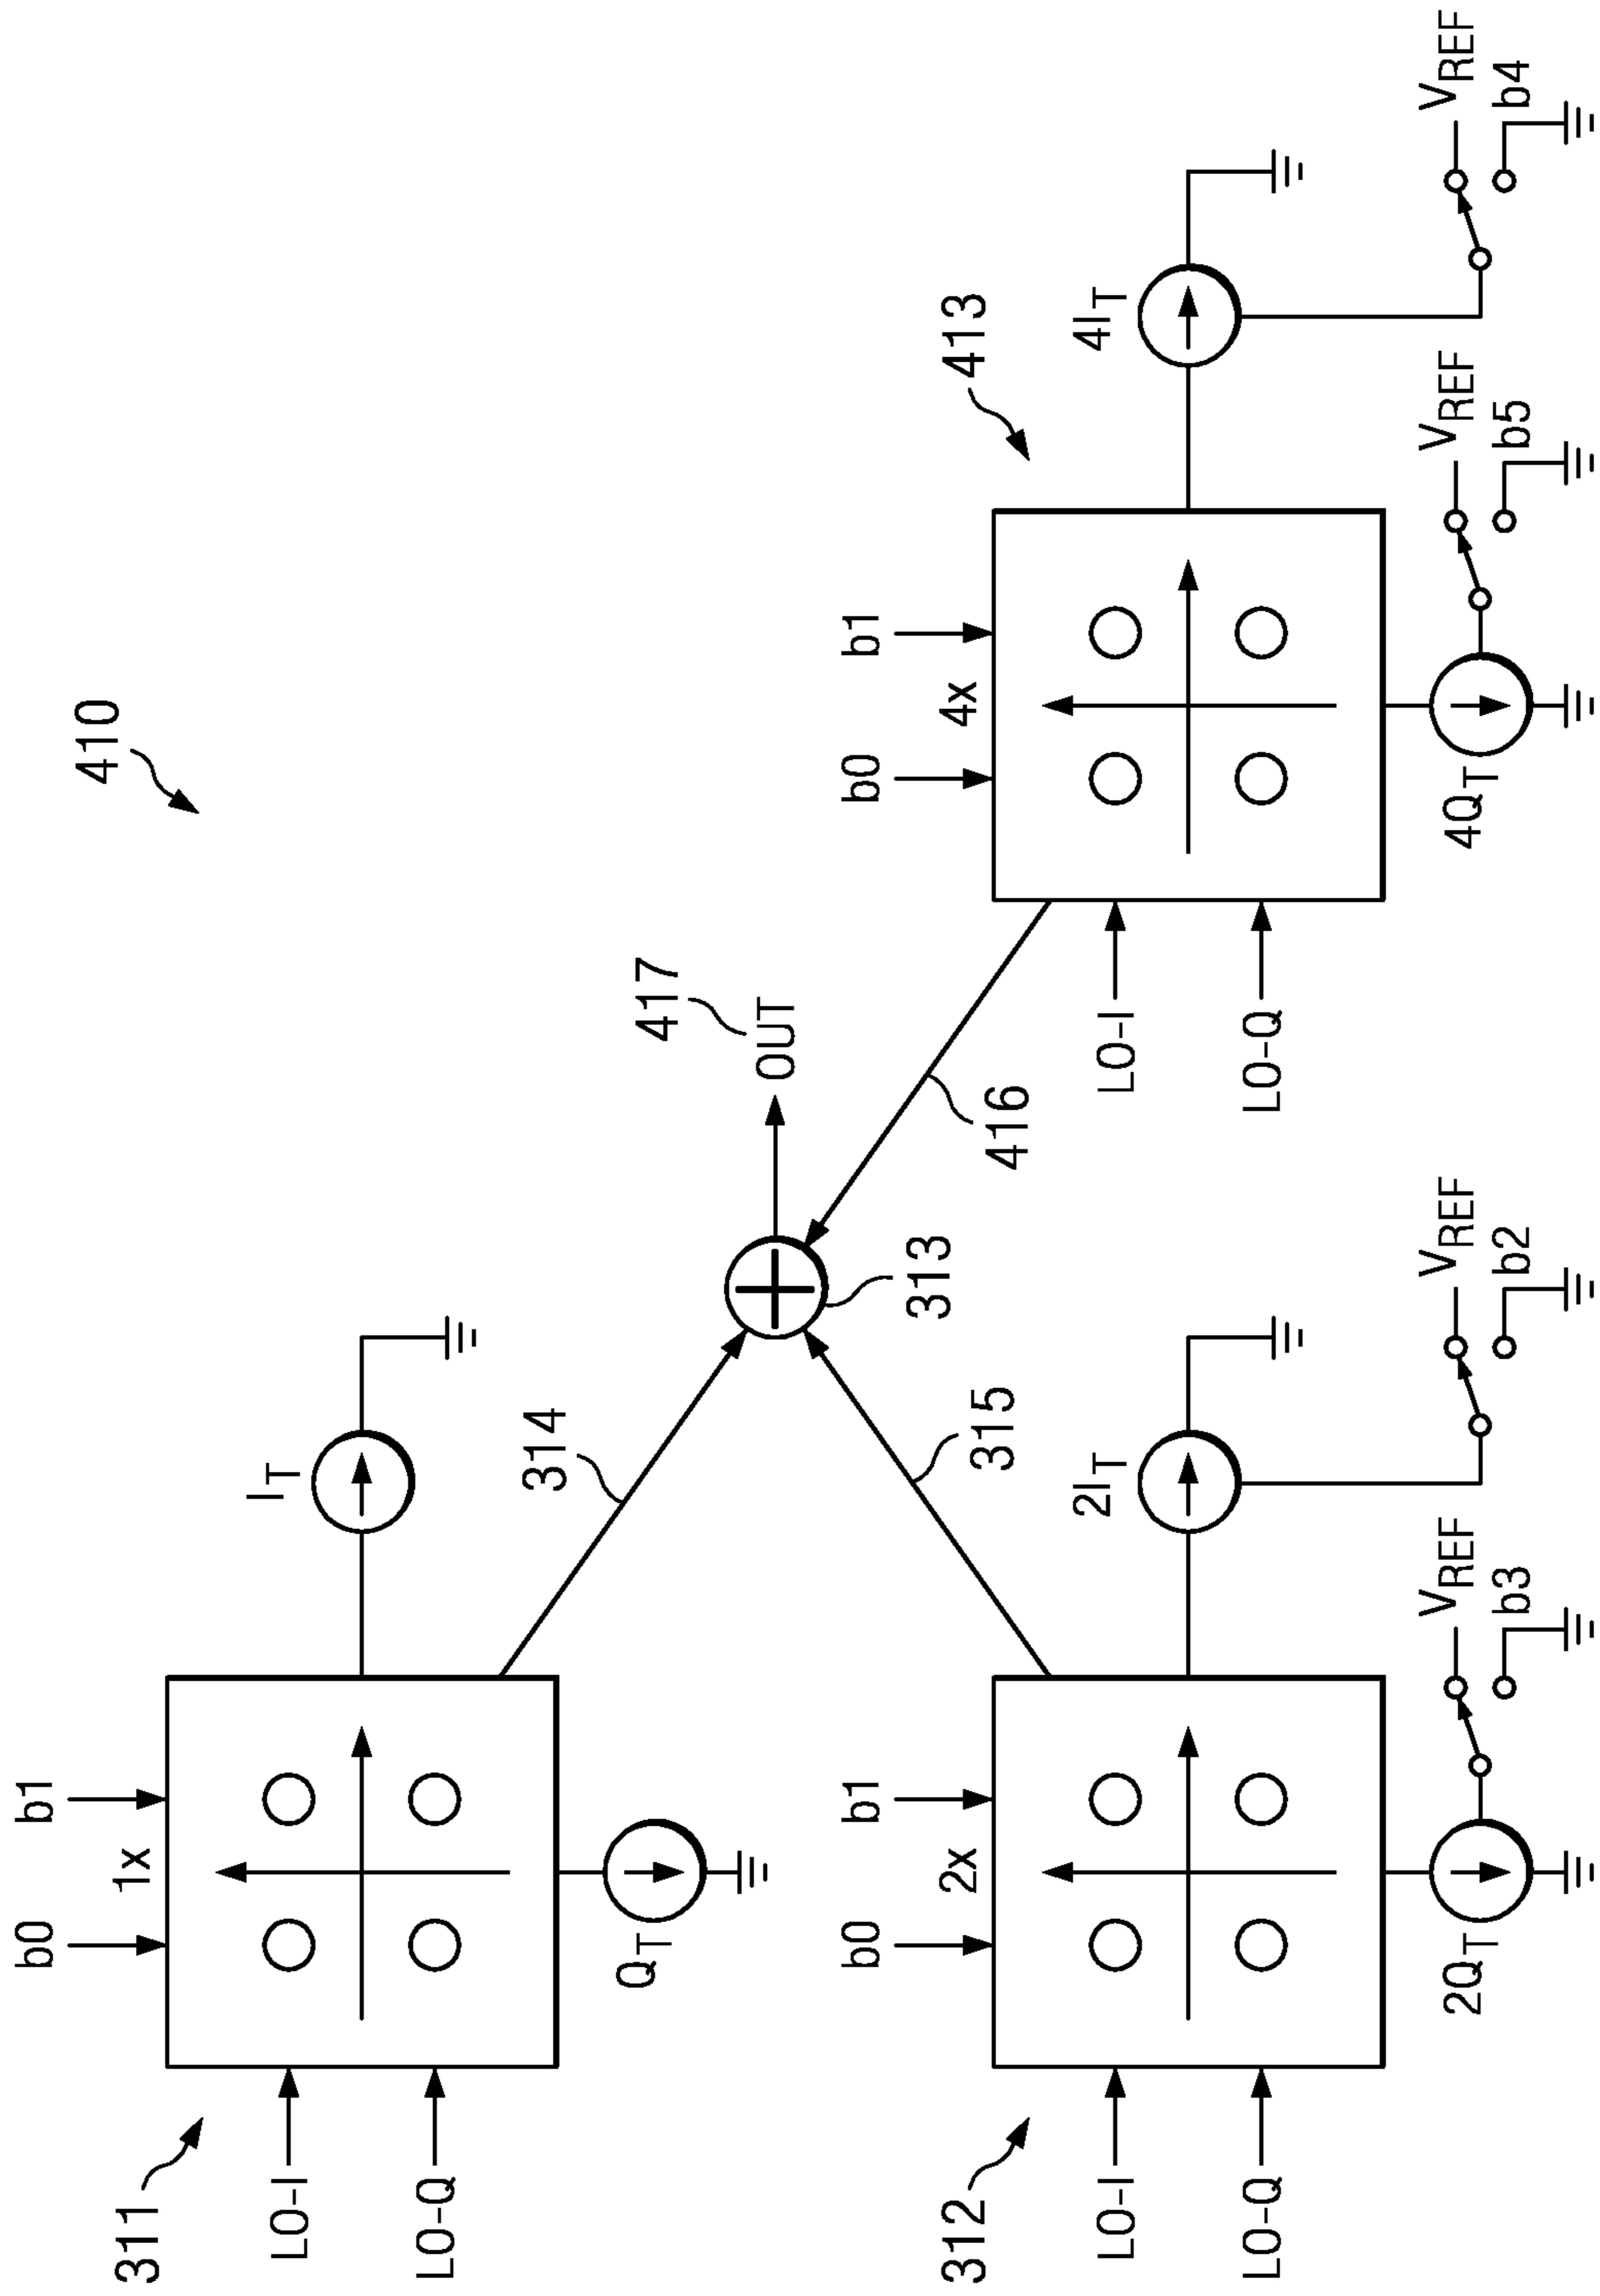 410
311
b0
b1
1x
LO-I
LO-Q
I_T
Q_T
314
417
OUT
313
315
416
312
b0
b1
2x
LO-I
LO-Q
2I_T
2Q_T
V_REF
b3
V_REF
b2
413
b0
b1
4x
LO-I
LO-Q
4I_T
4Q_T
V_REF
b5
V_REF
b4